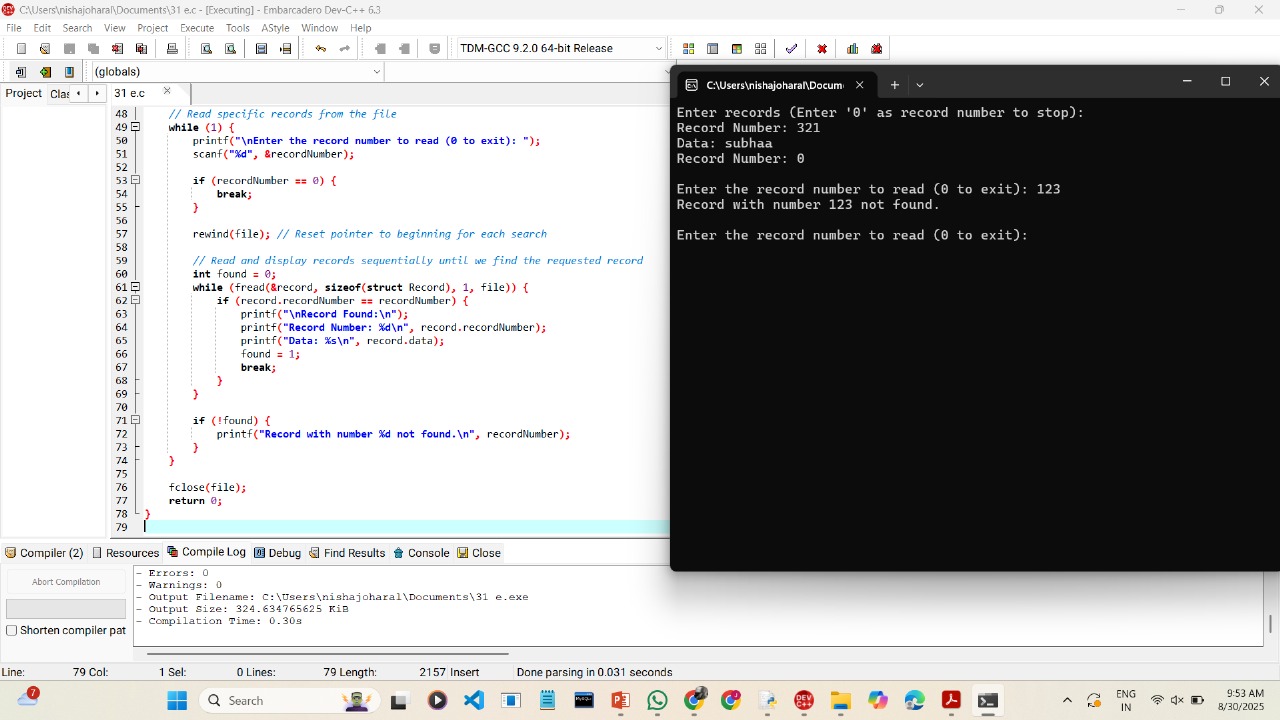 C:\Users\nishajoharal\Documents\31 e.c - [Executing] - Embarcadero Dev-C++ 6.3
File Edit Search View Project Execute Tools AStyle Window Help
TDM-GCC 9.2.0 64-bit Release
(globals)
Project Clas 31 e.c
48 // Read specific records from the file
49 while (1) {
50 printf("\nEnter the record number to read (0 to exit): ");
51 scanf("%d", &recordNumber);
52
53 if (recordNumber == 0) {
54 break;
55 }
56
57 rewind(file); // Reset pointer to beginning for each search
58
59 // Read and display records sequentially until we find the requested record
60 int found = 0;
61 while (fread(&record, sizeof(struct Record), 1, file)) {
62 if (record.recordNumber == recordNumber) {
63 printf("\nRecord Found:\n");
64 printf("Record Number: %d\n", record.recordNumber);
65 printf("Data: %s\n", record.data);
66 found = 1;
67 break;
68 }
69 }
70
71 if (!found) {
72 printf("Record with number %d not found.\n", recordNumber);
73 }
74 }
75
76 fclose(file);
77 return 0;
78 }
79
C:\Users\nishajoharal\Docum
Enter records (Enter '0' as record number to stop):
Record Number: 321
Data: subhaa
Record Number: 0
Enter the record number to read (0 to exit): 123
Record with number 123 not found.
Enter the record number to read (0 to exit):
Compiler (2) Resources Compile Log Debug Find Results Console Close
Abort Compilation
Shorten compiler pat
- Errors: 0
- Warnings: 0
- Output Filename: C:\Users\nishajoharal\Documents\31 e.exe
- Output Size: 324.634765625 KiB
- Compilation Time: 0.30s
Line: 79 Col: 1 Sel: 0 Lines: 79 Length: 2157 Insert Done parsing in 0.031 seconds
7
Search
MySQL
DEV C++
ENG
IN
9:53 AM
8/30/2025